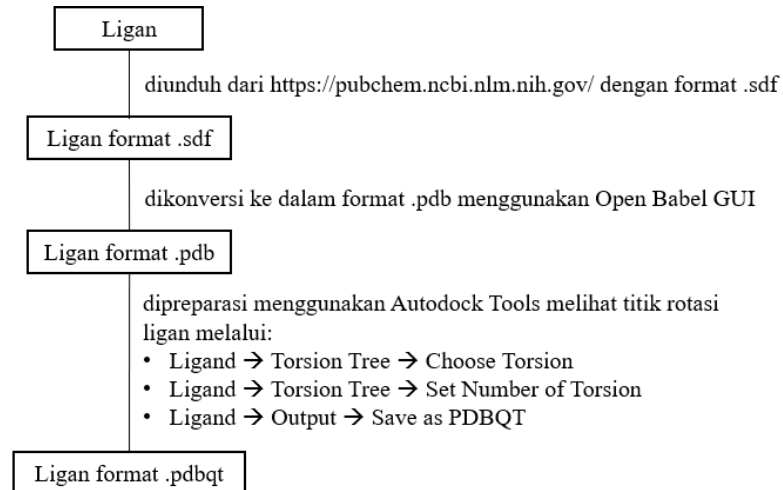 Ligan
diunduh dari https://pubchem.ncbi.nlm.nih.gov/ dengan format .sdf
Ligan format .sdf
dikonversi ke dalam format .pdb menggunakan Open Babel GUI
Ligan format .pdb
dipreparasi menggunakan Autodock Tools melihat titik rotasi
ligan melalui:
• Ligand → Torsion Tree → Choose Torsion
• Ligand → Torsion Tree → Set Number of Torsion
• Ligand → Output → Save as PDBQT
Ligan format .pdbqt